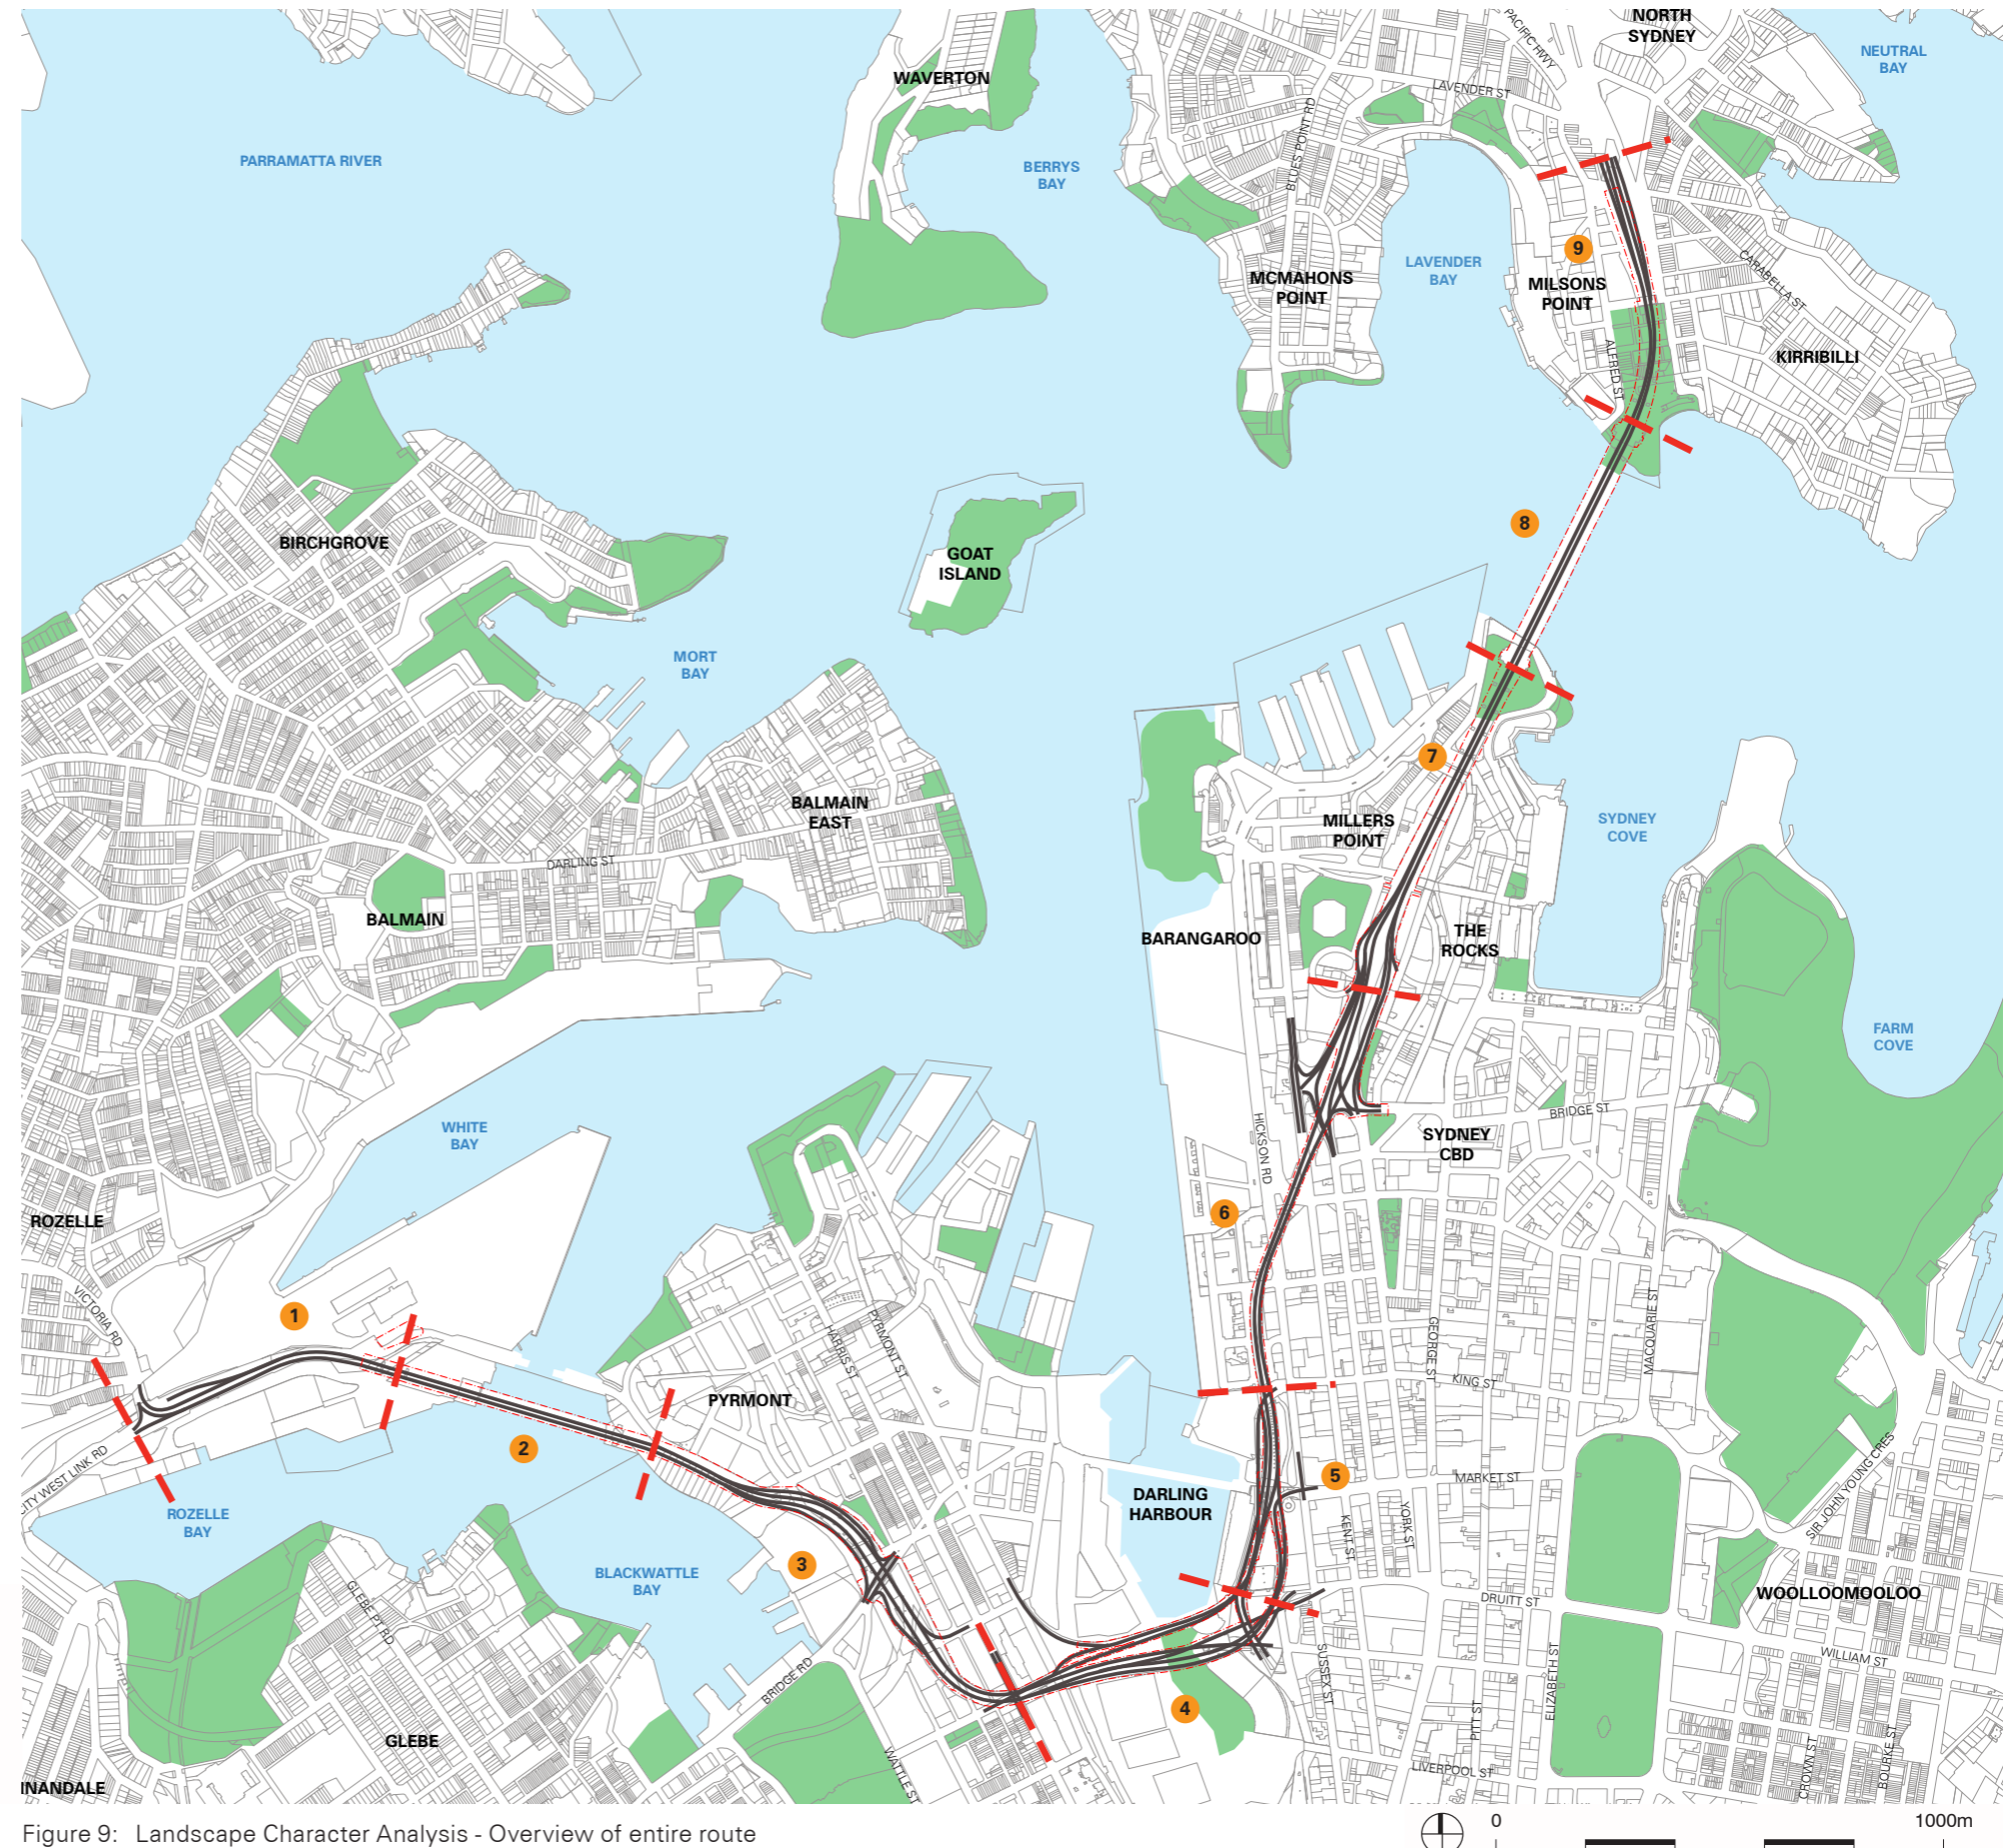 NORTH
SYDNEY
PACIFIC HWY
NEUTRAL
BAY
WAVERTON
LAVENDER ST
BLUES POINT RD
PARRAMATTA RIVER
BERRYS
BAY
9
MCMAHONS
POINT
LAVENDER
BAY
MILSONS
POINT
CARABELLA ST
ALFRED ST
KIRRIBILLI
8
BIRCHGROVE
GOAT
ISLAND
MORT
BAY
7
BALMAIN
EAST
MILLERS
POINT
SYDNEY
COVE
DARLING ST
BALMAIN
BARANGAROO
THE
ROCKS
FARM
COVE
WHITE
BAY
HICKSON RD
BRIDGE ST
SYDNEY
CBD
ROZELLE
6
VICTORIA RD
1
HARRIS ST
PYRMONT ST
GEORGE ST
MACQUARIE ST
KING ST
PYRMONT
2
CITY WEST LINK RD
5
MARKET ST
SIR JOHN YOUNG CRES
ROZELLE
BAY
DARLING
HARBOUR
KENT ST
YORK ST
3
BLACKWATTLE
BAY
GLEBE PT RD
DRUITT ST
WOOLLOOMOOLOO
WILLIAM ST
BRIDGE RD
SUSSEX ST
ELIZABETH ST
4
PITT ST
GLEBE
WATTLE ST
LIVERPOOL ST
CROWN ST
BOURKE ST
NNANDALE
Figure 9: Landscape Character Analysis - Overview of entire route
0
1000m